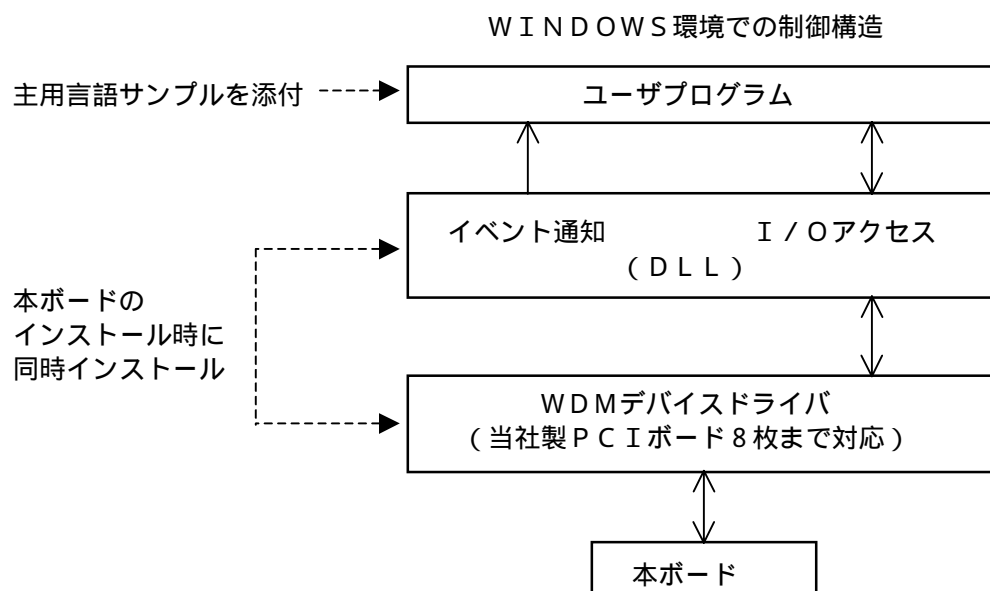 ＷＩＮＤＯＷＳ環境での制御構造
主用言語サンプルを添付
ユーザプログラム
イベント通知
Ｉ／Ｏアクセス
（ＤＬＬ）
本ボードの
インストール時に
同時インストール
ＷＤＭデバイスドライバ
（当社製ＰＣＩボード８枚まで対応）
本ボード